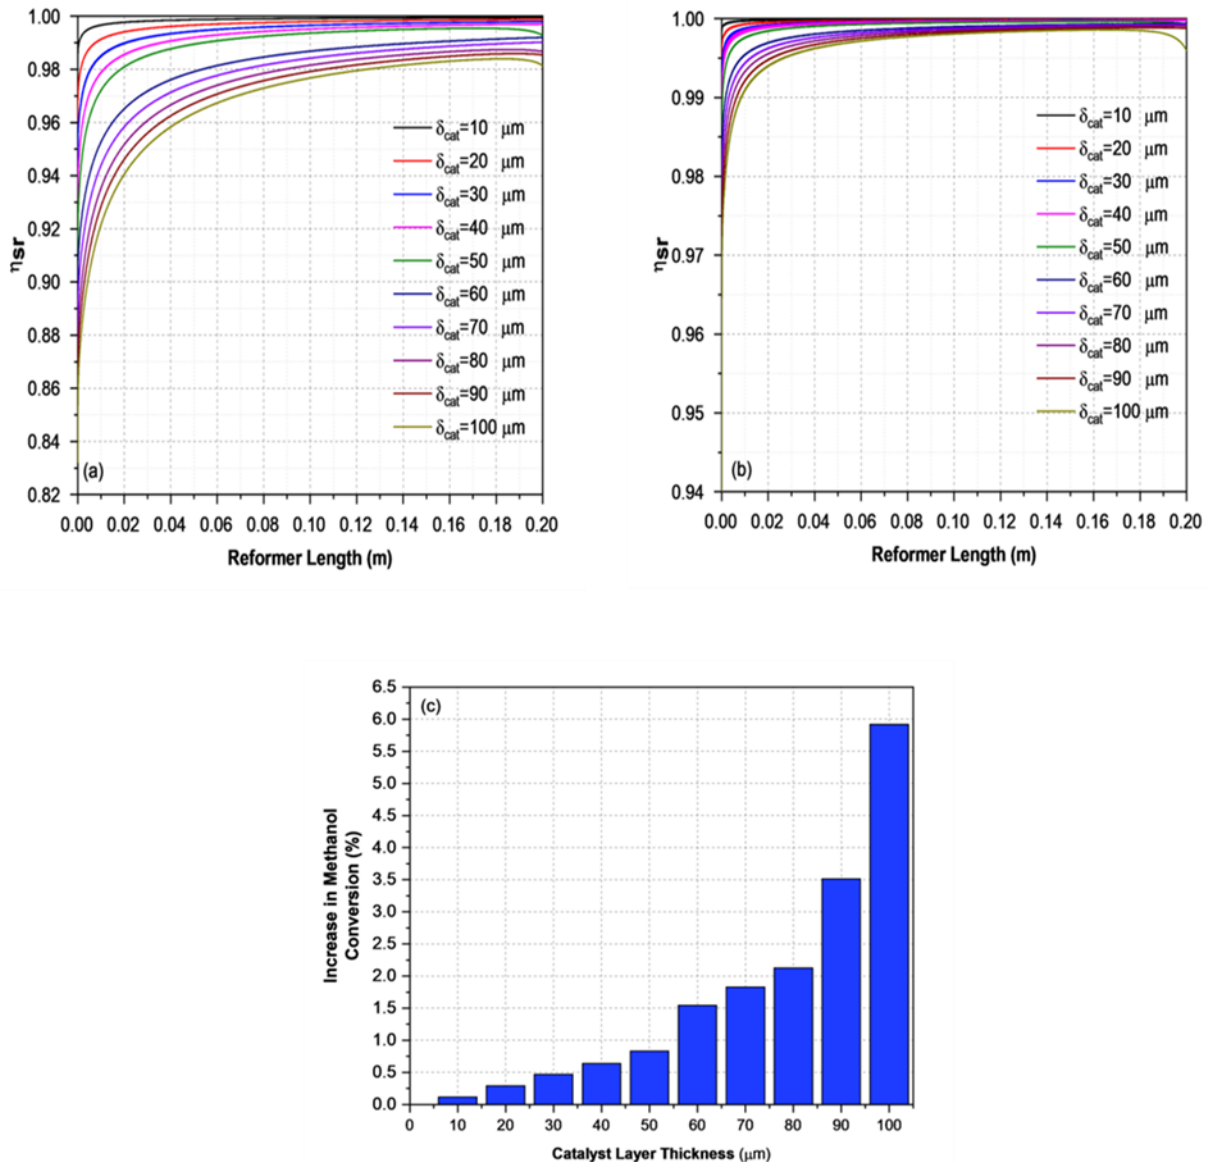 1.00
0.98
0.96
0.94
0.92
0.90
0.88
0.86
0.84
0.82
ηsr
δcat=10 μm
δcat=20 μm
δcat=30 μm
δcat=40 μm
δcat=50 μm
δcat=60 μm
δcat=70 μm
δcat=80 μm
δcat=90 μm
δcat=100 μm
(a)
0.00 0.02 0.04 0.06 0.08 0.10 0.12 0.14 0.16 0.18 0.20
Reformer Length (m)
1.00
0.99
0.98
0.97
0.96
0.95
0.94
ηsr
δcat=10 μm
δcat=20 μm
δcat=30 μm
δcat=40 μm
δcat=50 μm
δcat=60 μm
δcat=70 μm
δcat=80 μm
δcat=90 μm
δcat=100 μm
(b)
0.00 0.02 0.04 0.06 0.08 0.10 0.12 0.14 0.16 0.18 0.20
Reformer Length (m)
(c)
6.5
6.0
5.5
5.0
4.5
4.0
3.5
3.0
2.5
2.0
1.5
1.0
0.5
0.0
Increase in Methanol
Conversion (%)
0 10 20 30 40 50 60 70 80 90 100
Catalyst Layer Thickness (μm)